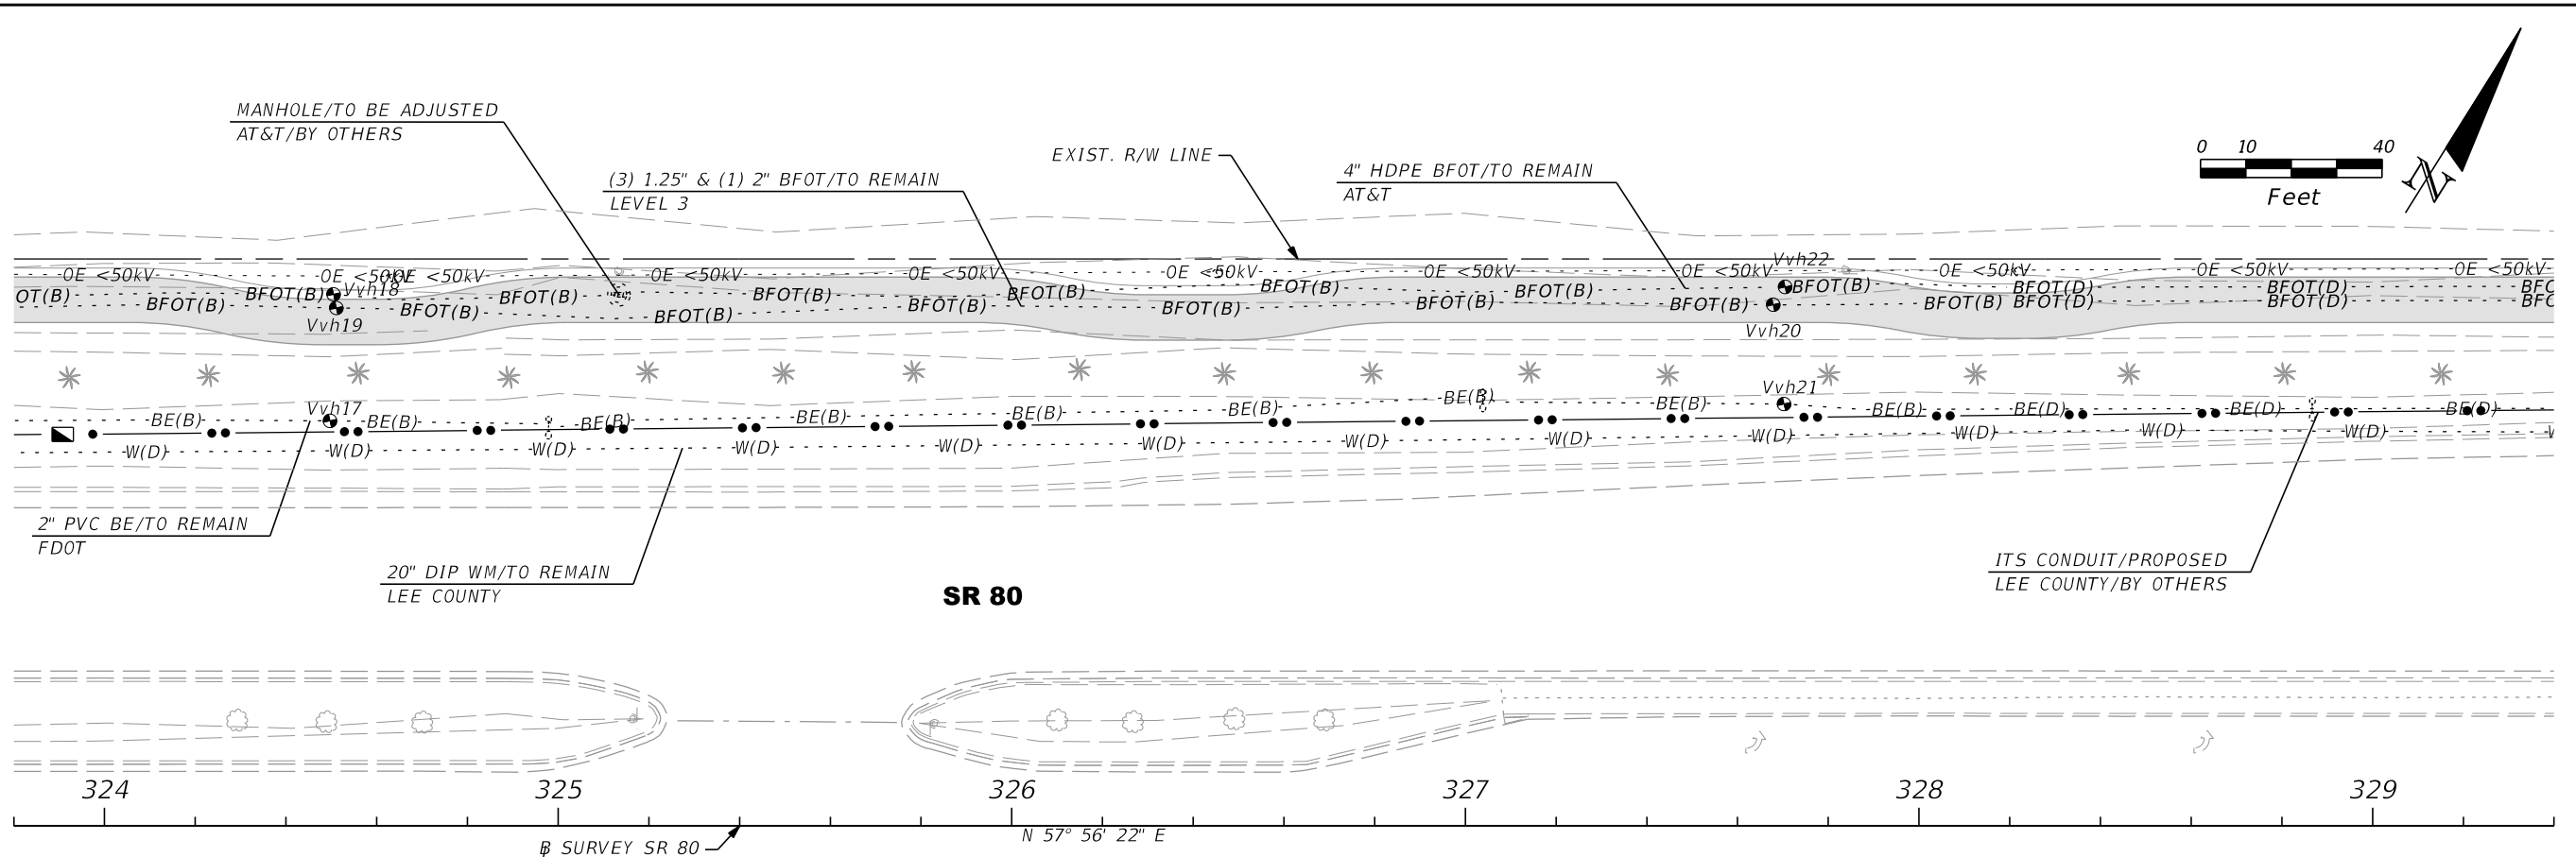 MANHOLE/TO BE ADJUSTED
AT&T/BY OTHERS
(3) 1.25" & (1) 2" BFOT/TO REMAIN
LEVEL 3
EXIST. R/W LINE
4" HDPE BFOT/TO REMAIN
AT&T
0 10 40
Feet
N
OE <50kV OE <50kV OE <50kV OE <50kV OE <50kV OE <50kV OE <50kV OE <50kV OE <50kV OE <50kV OE <50kV
Vvh22
OT(B) BFOT(B) BFOT(B) Vvh18 BFOT(B) BFOT(B) BFOT(B) BFOT(B) BFOT(B) BFOT(B) BFOT(D) BFOT(D)
BFOT(B) BFOT(B) BFOT(B) BFOT(B) BFOT(B) BFOT(B) BFOT(B) BFOT(D) BFOT(D)
Vvh19
Vvh20
Vvh17
Vvh21
BE(B) BE(B) BE(B) BE(B) BE(B) BE(B) BE(B) BE(B) BE(B) BE(D) BE(D) BE(D)
W(D) W(D) W(D) W(D) W(D) W(D) W(D) W(D) W(D) W(D) W(D) W(D)
2" PVC BE/TO REMAIN
FDOT
20" DIP WM/TO REMAIN
LEE COUNTY
ITS CONDUIT/PROPOSED
LEE COUNTY/BY OTHERS
SR 80
324 325 326 327 328 329
N 57° 56' 22" E
SURVEY SR 80